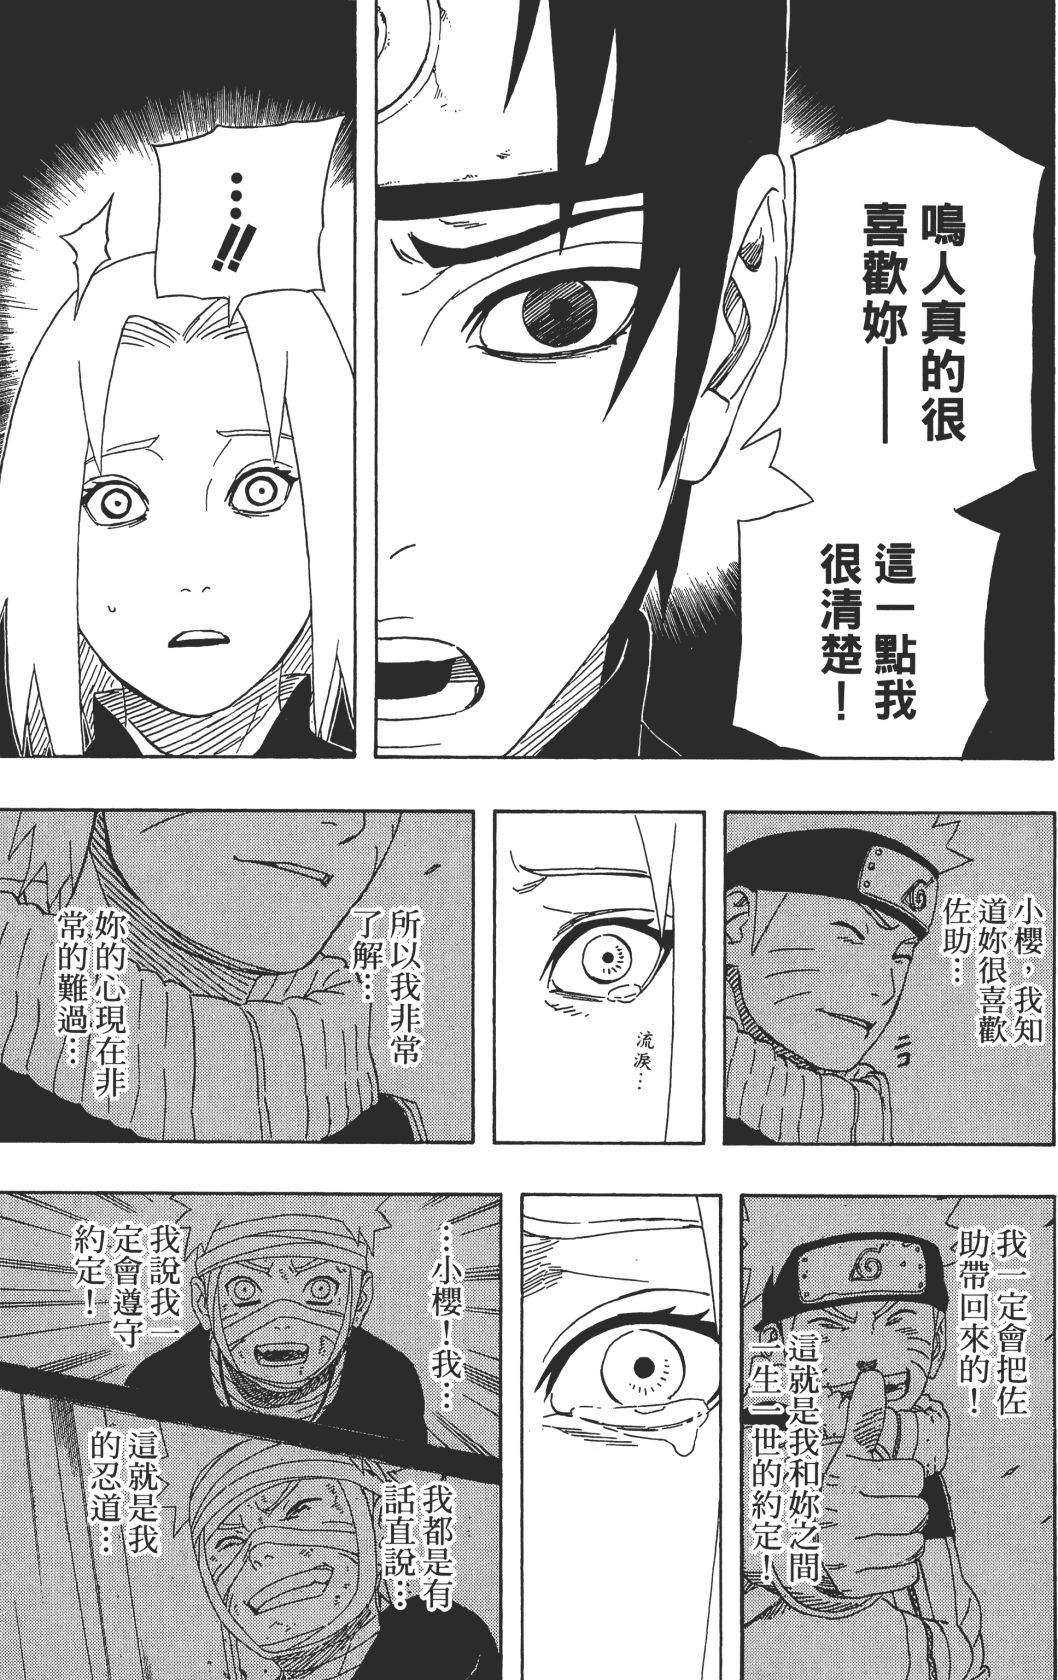 鳴人真的很
喜歡妳——
這一點我
很清楚！
…!!
小櫻，我知
道妳很喜歡
佐助…
ニコ
流淚…
所以我非常
了解…
妳的心現在非
常的難過…
我一定會把佐
助帶回來的！
這就是我和妳之間
一生一世的約定！
…小櫻！我…
我說我一
定會遵守
約定！
我都是有
話直說…
這就是我
的忍道…